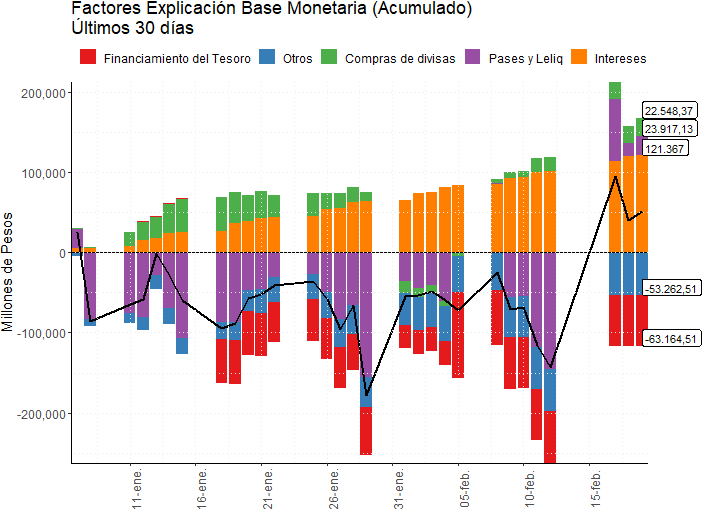 Factores Explicación Base Monetaria (Acumulado)
Últimos 30 días
Financiamiento del Tesoro Otros Compras de divisas Pases y Leliq Intereses
Millones de Pesos
200,000
100,000
0
-100,000
-200,000
22.548,37
23.917,13
121.367
-53.262,51
-63.164,51
11-ene.
16-ene.
21-ene.
26-ene.
31-ene.
05-feb.
10-feb.
15-feb.